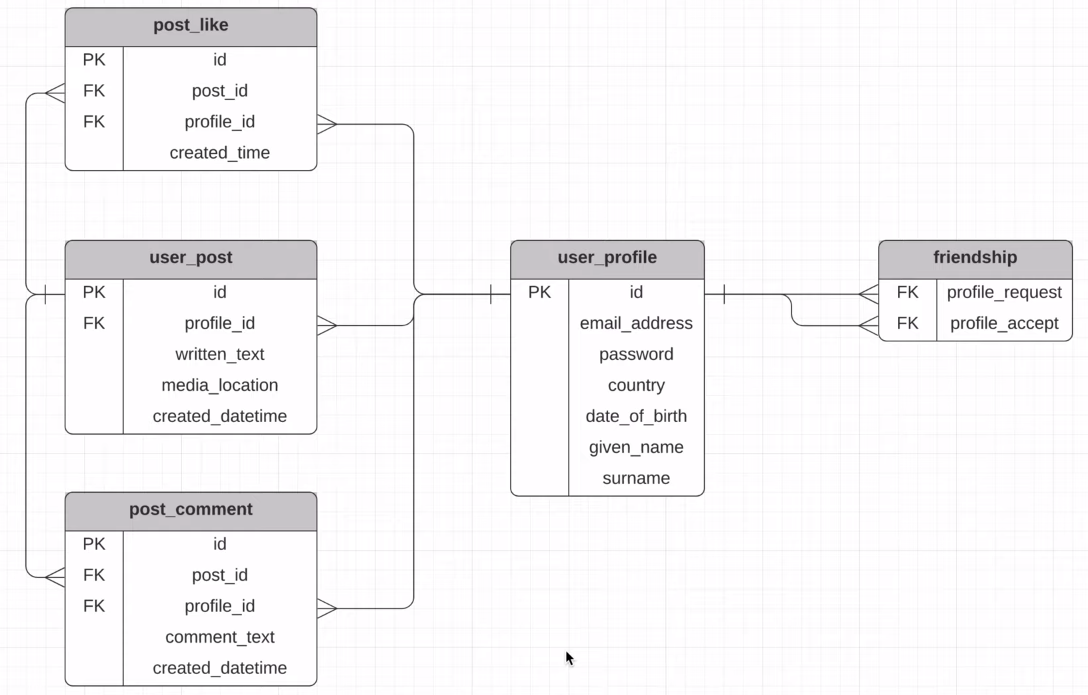 post_like
PK id
FK post_id
FK profile_id
created_time
user_post
PK id
FK profile_id
written_text
media_location
created_datetime
post_comment
PK id
FK post_id
FK profile_id
comment_text
created_datetime
user_profile
PK id
email_address
password
country
date_of_birth
given_name
surname
friendship
FK profile_request
FK profile_accept